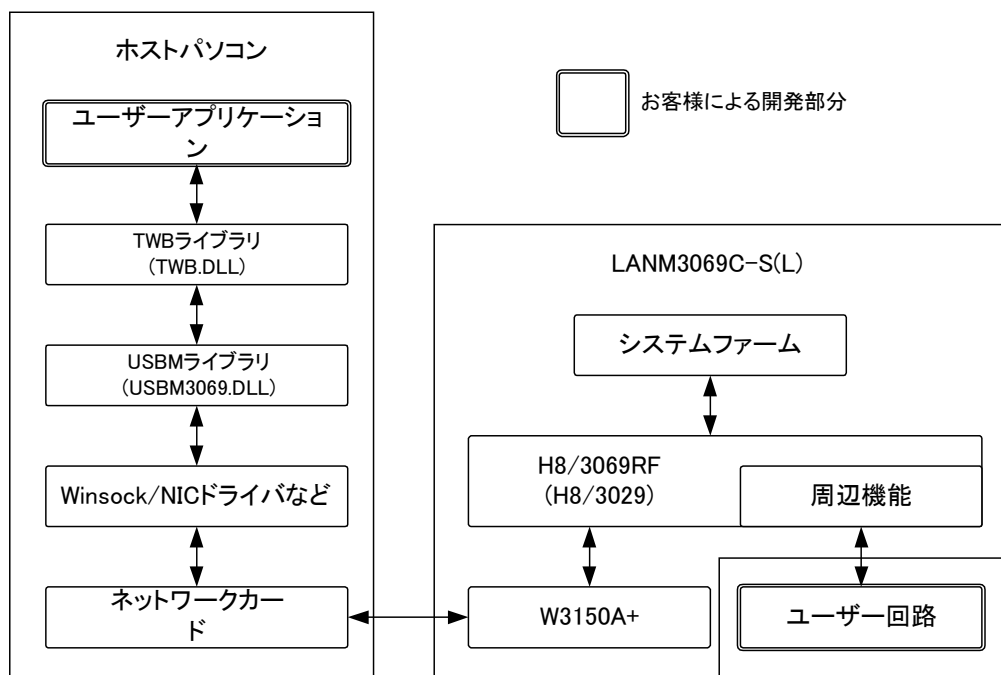 ホストパソコン
ユーザーアプリケーショ
ン
TWBライブラリ
(TWB.DLL)
USBMライブラリ
(USBM3069.DLL)
Winsock/NICドライバなど
ネットワークカー
ド
お客様による開発部分
LANM3069C-S(L)
システムファーム
H8/3069RF
(H8/3029)
周辺機能
W3150A+
ユーザー回路